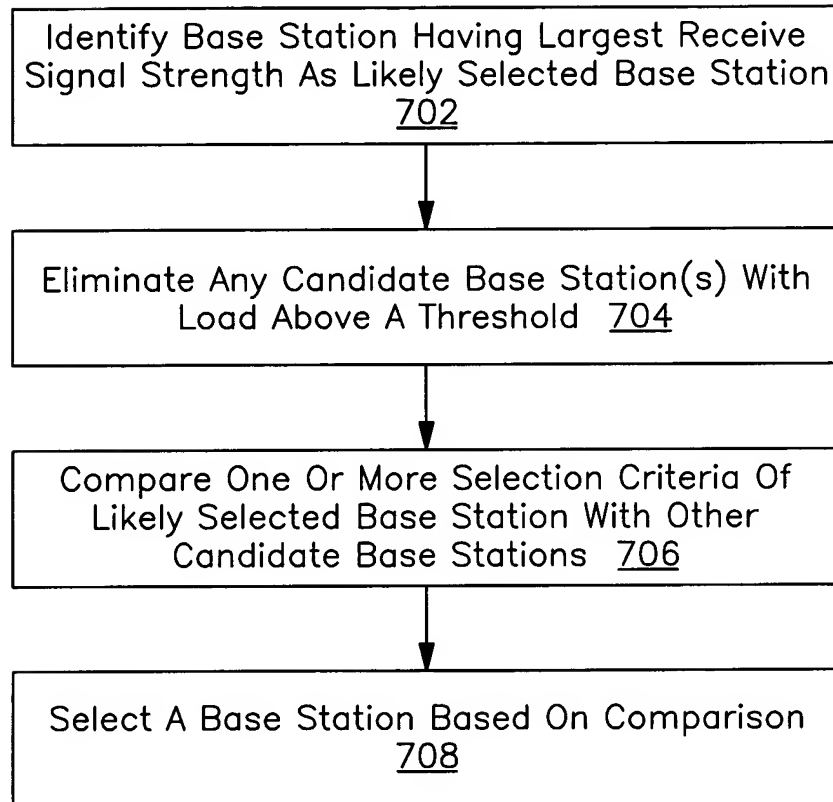 Identify Base Station Having Largest Receive
Signal Strength As Likely Selected Base Station
702
Eliminate Any Candidate Base Station(s) With
Load Above A Threshold 704
Compare One Or More Selection Criteria Of
Likely Selected Base Station With Other
Candidate Base Stations 706
Select A Base Station Based On Comparison
708